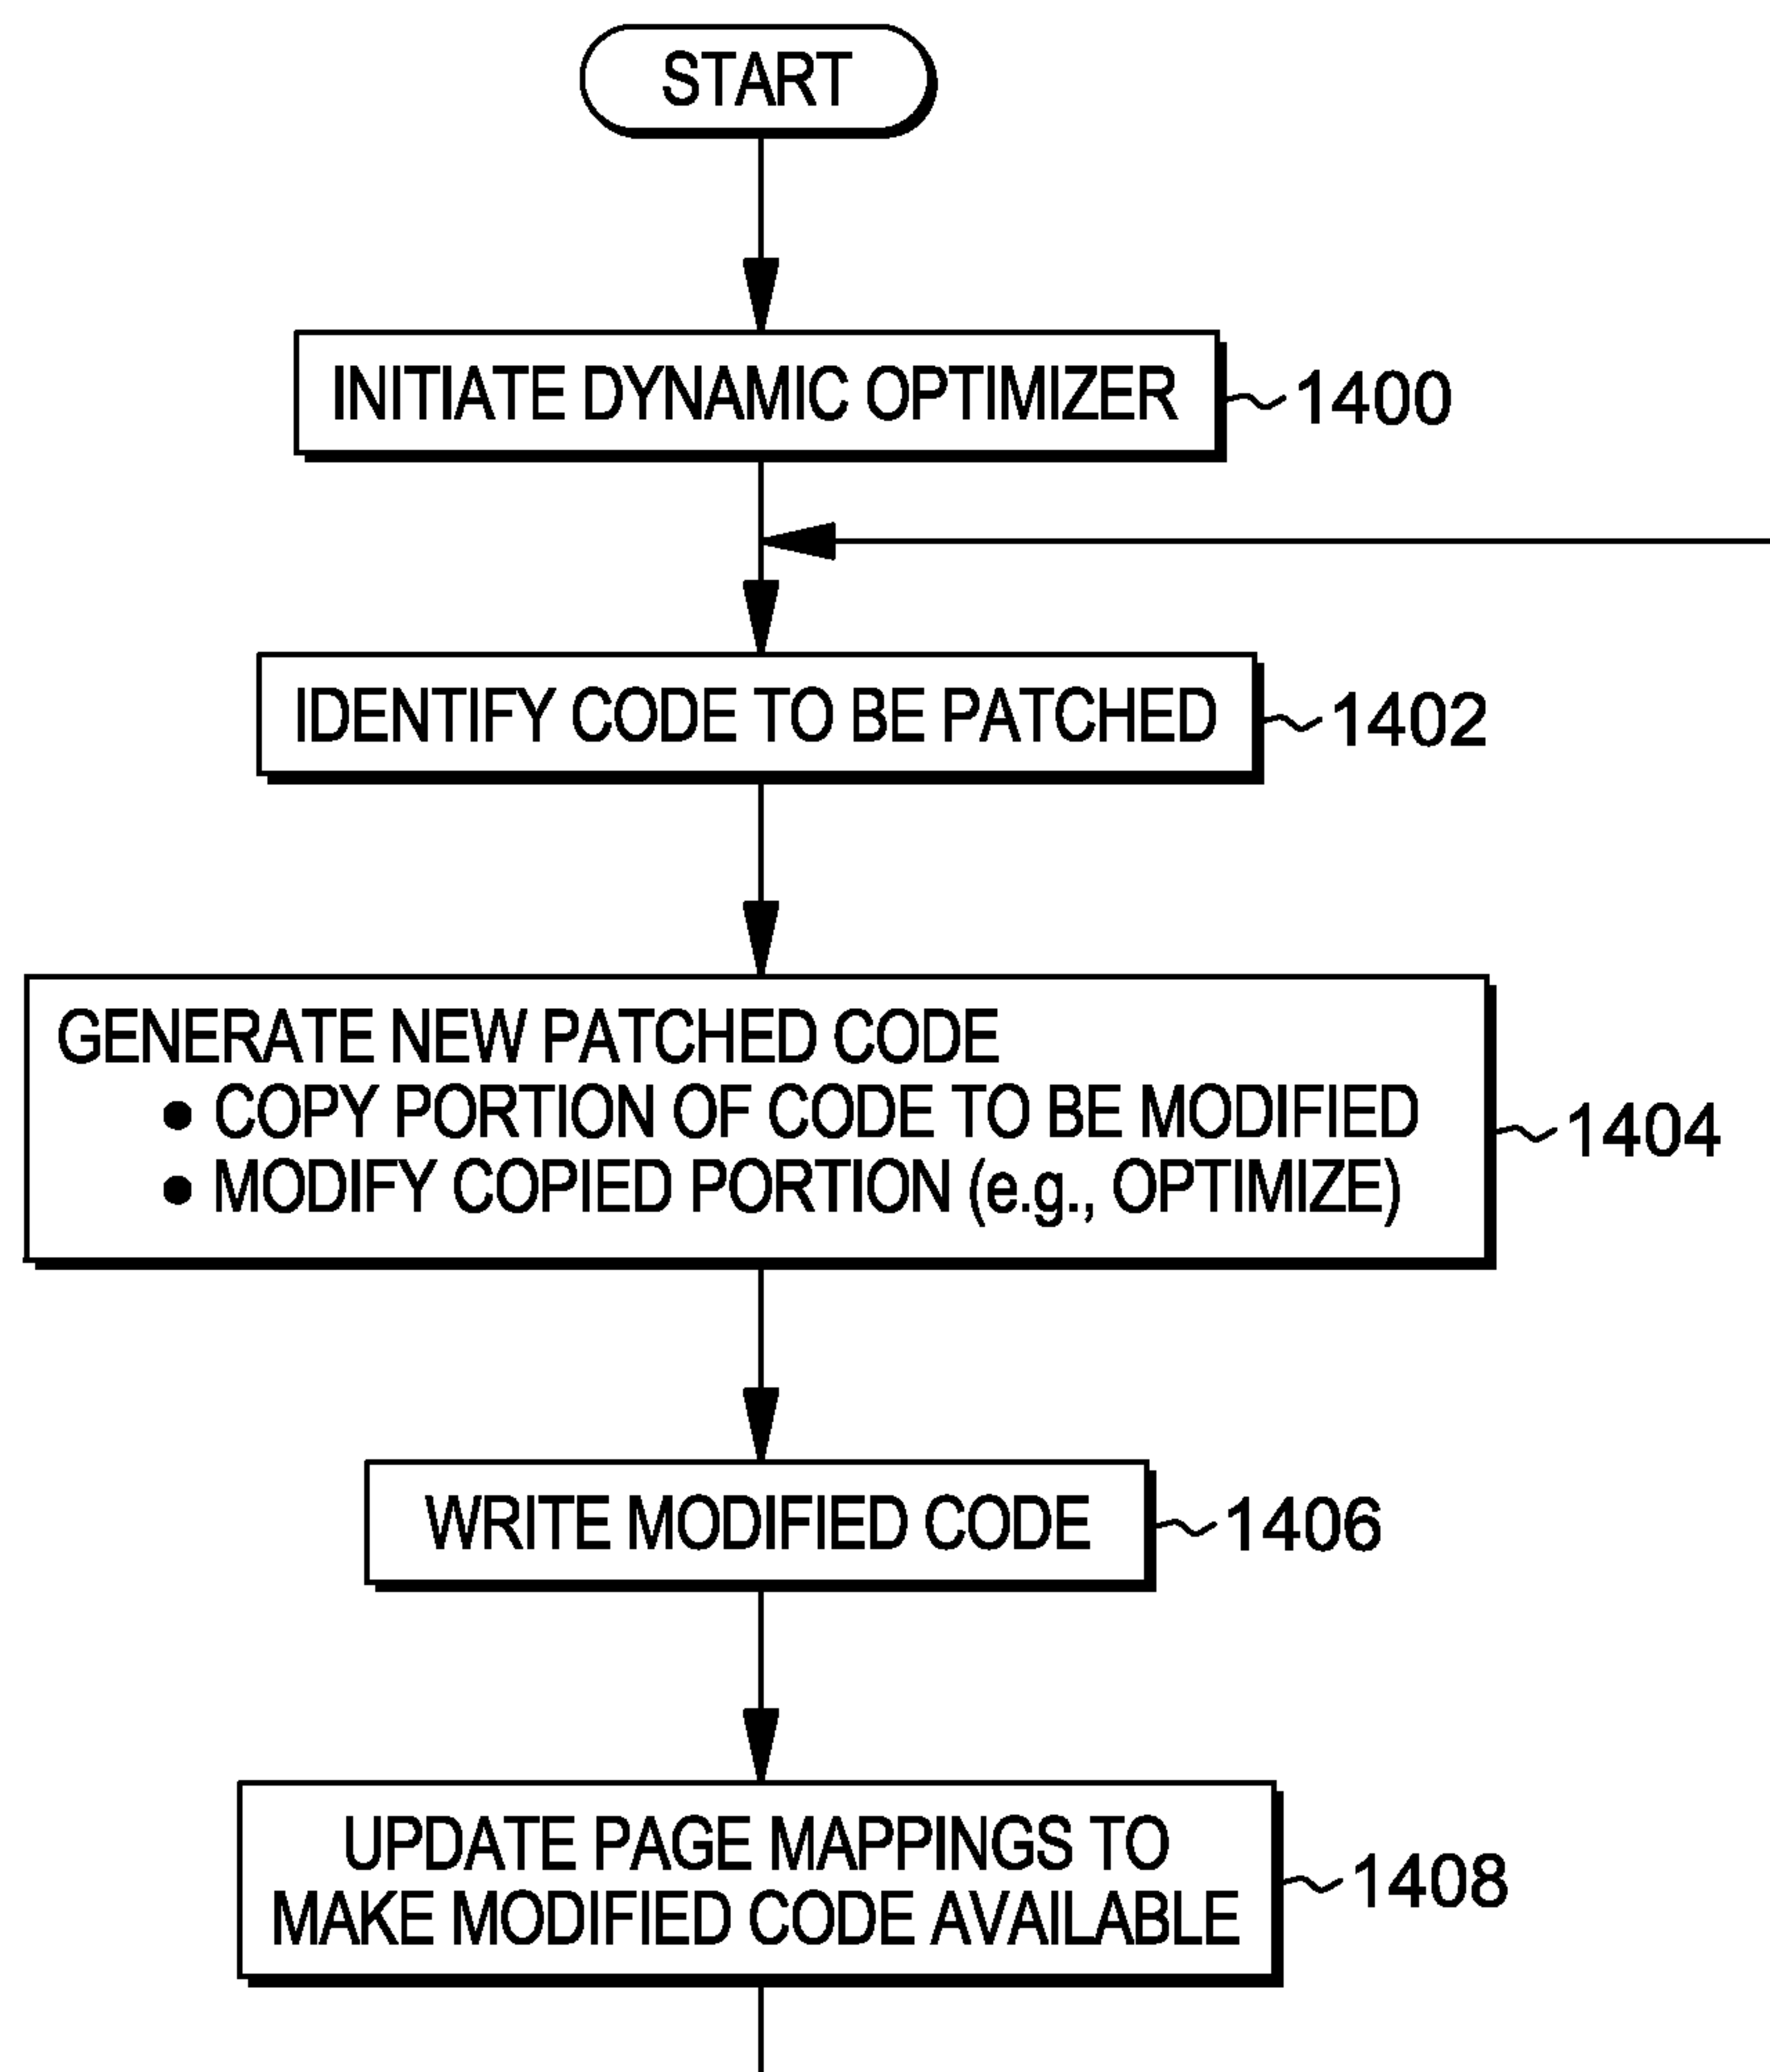 START
INITIATE DYNAMIC OPTIMIZER
1400
IDENTIFY CODE TO BE PATCHED
1402
GENERATE NEW PATCHED CODE
• COPY PORTION OF CODE TO BE MODIFIED
• MODIFY COPIED PORTION (e.g., OPTIMIZE)
1404
WRITE MODIFIED CODE
1406
UPDATE PAGE MAPPINGS TO
MAKE MODIFIED CODE AVAILABLE
1408